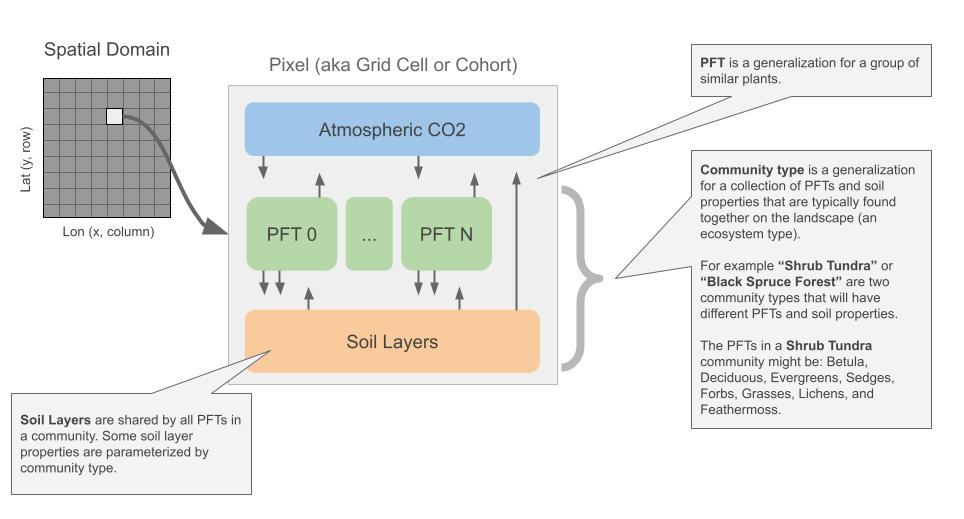 Spatial Domain
Lat (y, row)
Lon (x, column)
Pixel (aka Grid Cell or Cohort)
Atmospheric CO2
PFT 0
...
PFT N
Soil Layers
PFT is a generalization for a group of
similar plants.
Community type is a generalization
for a collection of PFTs and soil
properties that are typically found
together on the landscape (an
ecosystem type).
For example “Shrub Tundra” or
“Black Spruce Forest” are two
community types that will have
different PFTs and soil properties.
The PFTs in a Shrub Tundra
community might be: Betula,
Deciduous, Evergreens, Sedges,
Forbs, Grasses, Lichens, and
Feathermoss.
Soil Layers are shared by all PFTs in
a community. Some soil layer
properties are parameterized by
community type.